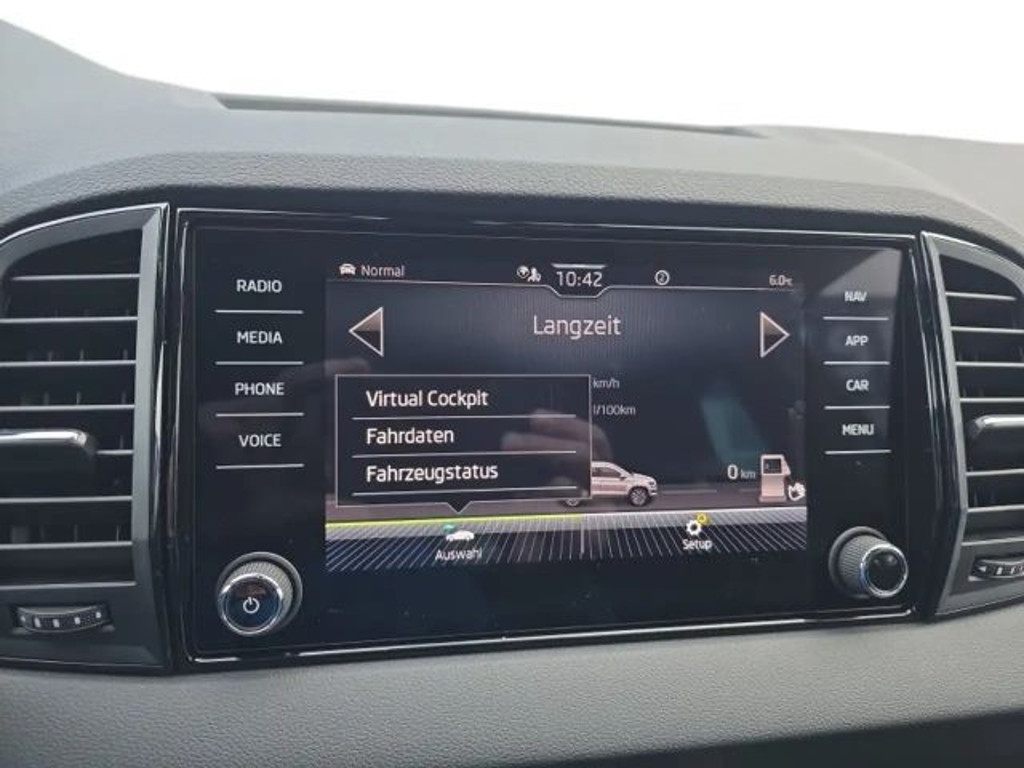 Normal
10:42
2
6.0°C
RADIO
MEDIA
PHONE
VOICE
NAV
APP
CAR
MENU
Langzeit
km/h
l/100km
Virtual Cockpit
Fahrdaten
Fahrzeugstatus
0 km
Auswahl
Setup